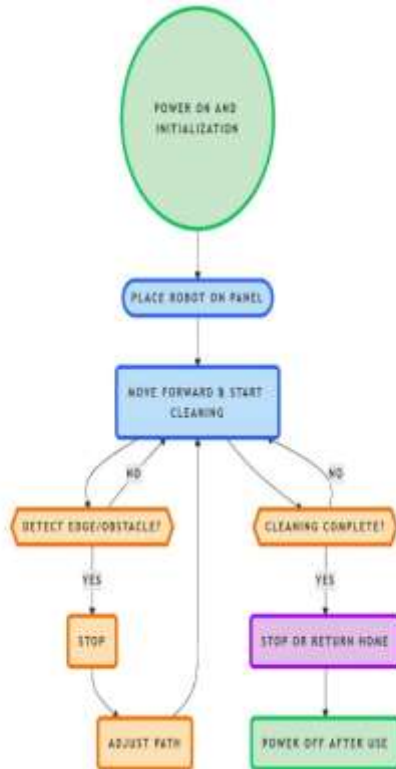 POWER ON AND
INITIALIZATION
PLACE ROBOT ON PANEL
MOVE FORWARD & START
CLEANING
NO
NO
DETECT EDGE/OBSTACLE?
CLEANING COMPLETE?
YES
YES
STOP
STOP OR RETURN HOME
ADJUST PATH
POWER OFF AFTER USE